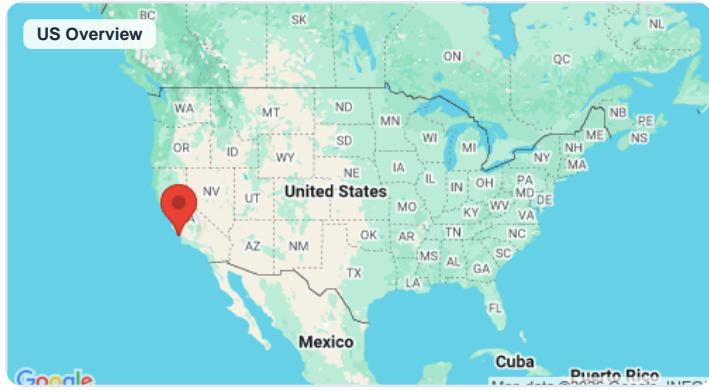 US Overview
BC
SK
NL
ON
QC
WA
MT
ND
MN
NB
PE
NS
ME
OR
ID
WY
SD
WI
MI
NH
NY
MA
NV
UT
NE
IA
IL
IN
OH
PA
MD
DE
United States
MO
KY
WV
VA
AZ
NM
OK
AR
TN
NC
MS
AL
SC
GA
TX
LA
FL
Mexico
Cuba
Puerto Rico
Google
Map data